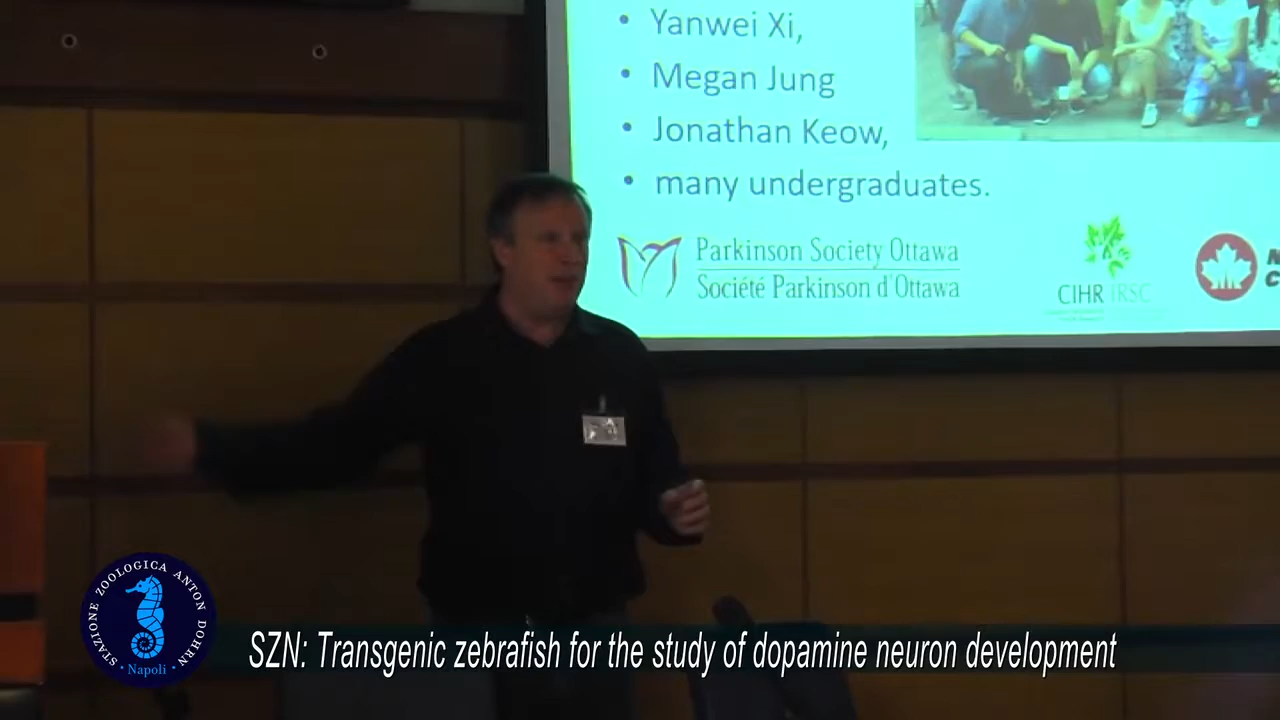 • Yanwei Xi,
• Megan Jung
• Jonathan Keow,
• many undergraduates.
Parkinson Society Ottawa
Société Parkinson d'Ottawa
CIHR IRSC
STAZIONE ZOOLOGICA ANTON DOHRN
• Napoli •
SZN: Transgenic zebrafish for the study of dopamine neuron development